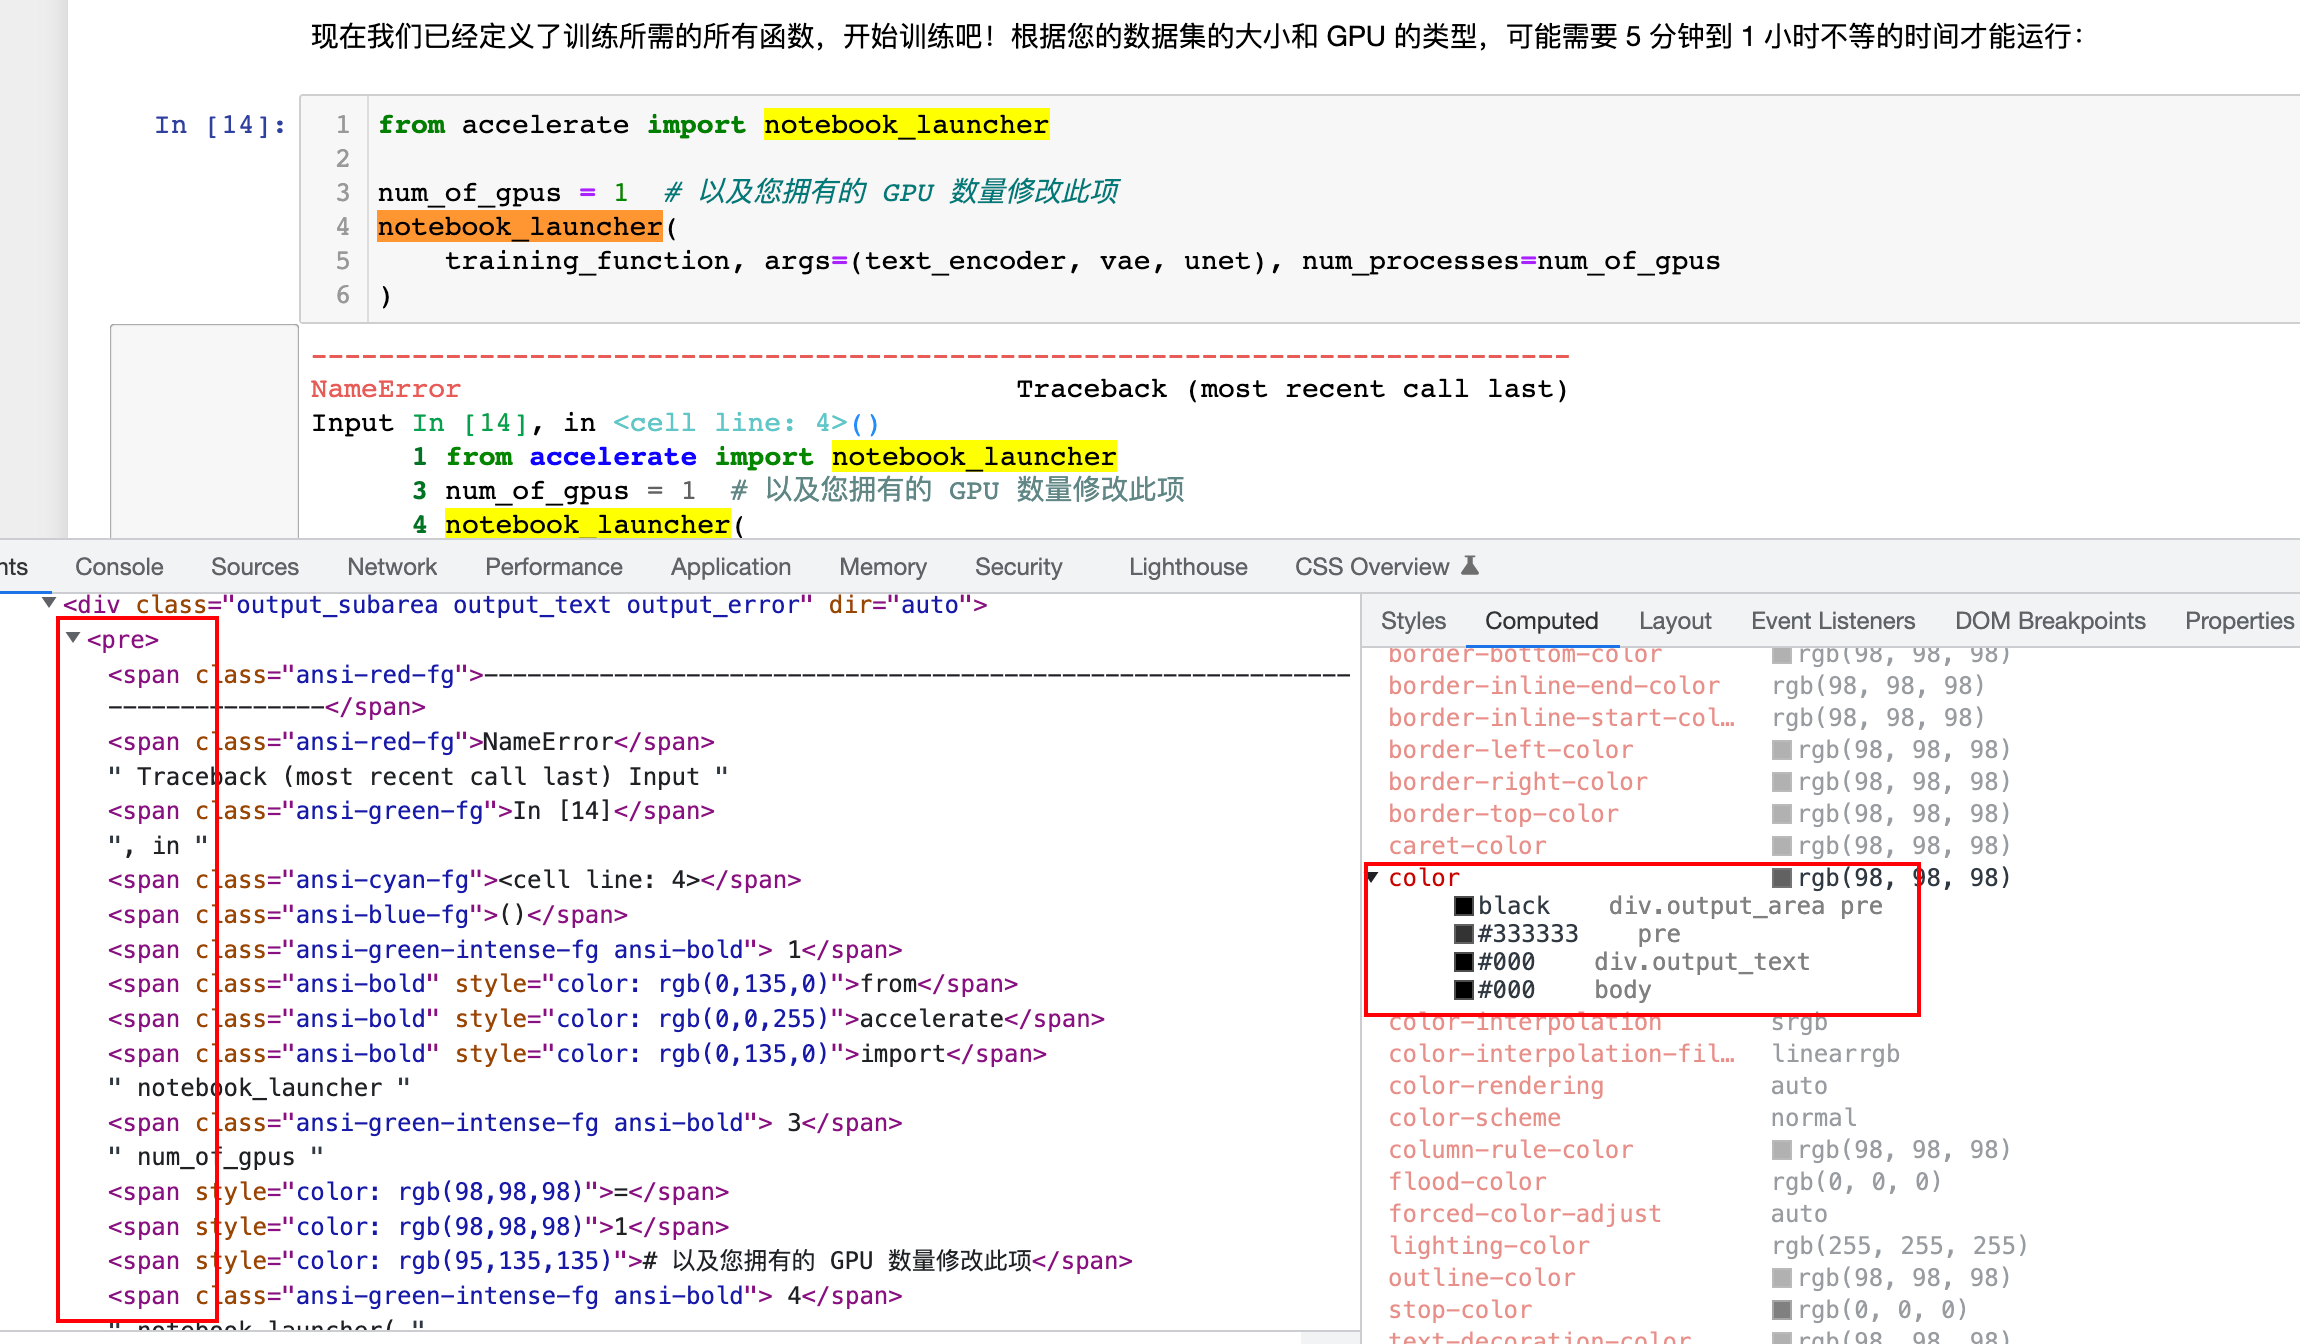 现在我们已经定义了训练所需的所有函数，开始训练吧！根据您的数据集的大小和 GPU 的类型，可能需要 5 分钟到 1 小时不等的时间才能运行：
In [14]:
1 from accelerate import notebook_launcher
2
3 num_of_gpus = 1  # 以及您拥有的 GPU 数量修改此项
4 notebook_launcher(
5     training_function, args=(text_encoder, vae, unet), num_processes=num_of_gpus
6 )
---------------------------------------------------------------------------
NameError                                 Traceback (most recent call last)
Input In [14], in <cell line: 4>()
      1 from accelerate import notebook_launcher
      3 num_of_gpus = 1  # 以及您拥有的 GPU 数量修改此项
      4 notebook_launcher(
nts Console Sources Network Performance Application Memory Security Lighthouse CSS Overview
<div class="output_subarea output_text output_error" dir="auto">
<pre>
<span class="ansi-red-fg">------------------------------------------------------------
---------------</span>
<span class="ansi-red-fg">NameError</span>
" Traceback (most recent call last) Input "
<span class="ansi-green-fg">In [14]</span>
", in "
<span class="ansi-cyan-fg"><cell line: 4></span>
<span class="ansi-blue-fg">()</span>
<span class="ansi-green-intense-fg ansi-bold"> 1</span>
<span class="ansi-bold" style="color: rgb(0,135,0)">from</span>
<span class="ansi-bold" style="color: rgb(0,0,255)">accelerate</span>
<span class="ansi-bold" style="color: rgb(0,135,0)">import</span>
" notebook_launcher "
<span class="ansi-green-intense-fg ansi-bold"> 3</span>
" num_of_gpus "
<span style="color: rgb(98,98,98)">=</span>
<span style="color: rgb(98,98,98)">1</span>
<span style="color: rgb(95,135,135)"># 以及您拥有的 GPU 数量修改此项</span>
<span class="ansi-green-intense-fg ansi-bold"> 4</span>
" notebook_launcher( "
Styles Computed Layout Event Listeners DOM Breakpoints Properties
border-bottom-color rgb(98, 98, 98)
border-inline-end-color rgb(98, 98, 98)
border-inline-start-col… rgb(98, 98, 98)
border-left-color rgb(98, 98, 98)
border-right-color rgb(98, 98, 98)
border-top-color rgb(98, 98, 98)
caret-color rgb(98, 98, 98)
color rgb(98, 98, 98)
black div.output_area pre
#333333 pre
#000 div.output_text
#000 body
color-interpolation srgb
color-interpolation-fil… linearrgb
color-rendering auto
color-scheme normal
column-rule-color rgb(98, 98, 98)
flood-color rgb(0, 0, 0)
forced-color-adjust auto
lighting-color rgb(255, 255, 255)
outline-color rgb(98, 98, 98)
stop-color rgb(0, 0, 0)
text-decoration-color rgb(98, 98, 98)